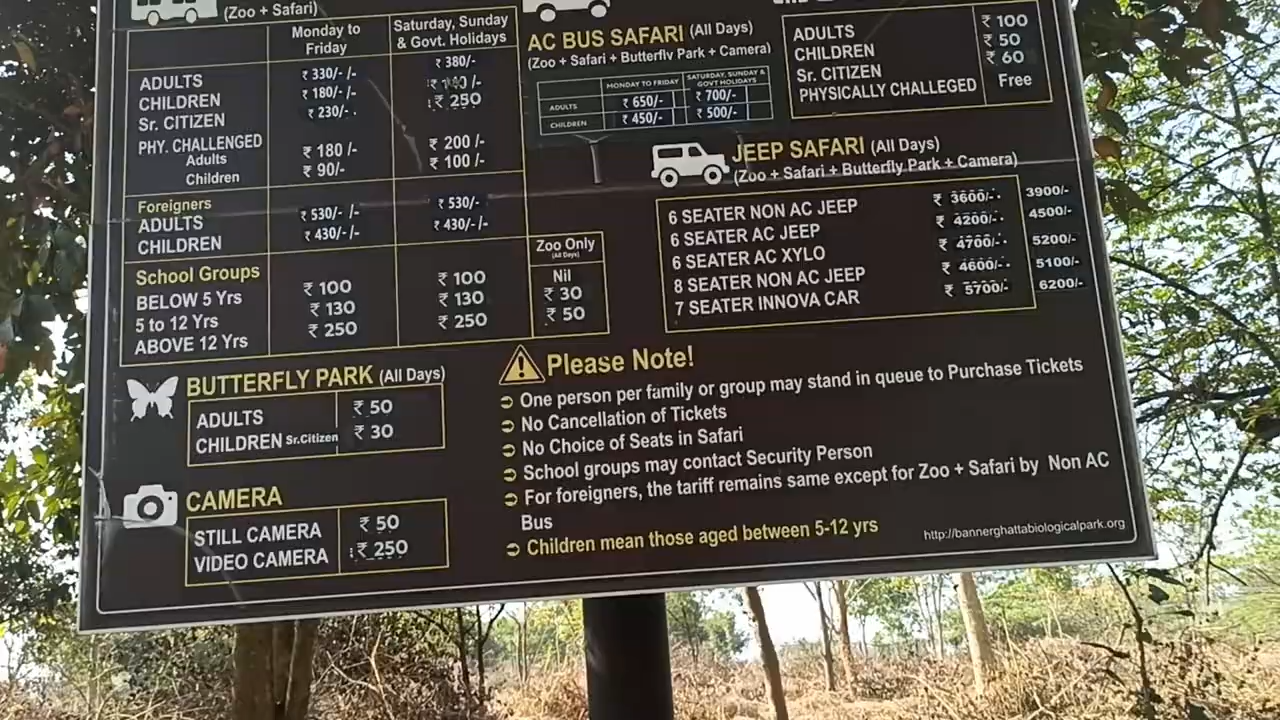 (Zoo + Safari)
Monday to Friday
Saturday, Sunday & Govt. Holidays
ADULTS ₹ 330/- /- ₹ 380/-
CHILDREN ₹ 180/- /-
Sr. CITIZEN ₹ 230/- ₹ 250
PHY. CHALLENGED
Adults ₹ 180 /- ₹ 200 /-
Children ₹ 90/- ₹ 100 /-
Foreigners
ADULTS ₹ 530/- /- ₹ 530/-
CHILDREN ₹ 430/- /- ₹ 430/- /-
School Groups
BELOW 5 Yrs ₹ 100 ₹ 100
5 to 12 Yrs ₹ 130 ₹ 130
ABOVE 12 Yrs ₹ 250 ₹ 250
Zoo Only
(All Days)
Nil
₹ 30
₹ 50
BUTTERFLY PARK (All Days)
ADULTS ₹ 50
CHILDREN Sr.Citizen ₹ 30
CAMERA
STILL CAMERA ₹ 50
VIDEO CAMERA ₹ 250
AC BUS SAFARI (All Days)
(Zoo + Safari + Butterfly Park + Camera)
MONDAY TO FRIDAY SATURDAY, SUNDAY & GOVT HOLIDAYS
ADULTS ₹ 650/- ₹ 700/-
CHILDREN ₹ 450/- ₹ 500/-
ADULTS ₹ 100
CHILDREN ₹ 50
Sr. CITIZEN ₹ 60
PHYSICALLY CHALLEGED Free
JEEP SAFARI (All Days)
(Zoo + Safari + Butterfly Park + Camera)
6 SEATER NON AC JEEP ₹ 3600/- 3900/-
6 SEATER AC JEEP ₹ 4200/- 4500/-
6 SEATER AC XYLO ₹ 4700/- 5200/-
8 SEATER NON AC JEEP ₹ 4600/- 5100/-
7 SEATER INNOVA CAR ₹ 5700/- 6200/-
Please Note!
One person per family or group may stand in queue to Purchase Tickets
No Cancellation of Tickets
No Choice of Seats in Safari
School groups may contact Security Person
For foreigners, the tariff remains same except for Zoo + Safari by Non AC
Bus
Children mean those aged between 5-12 yrs
http://bannerghattabiologicalpark.org